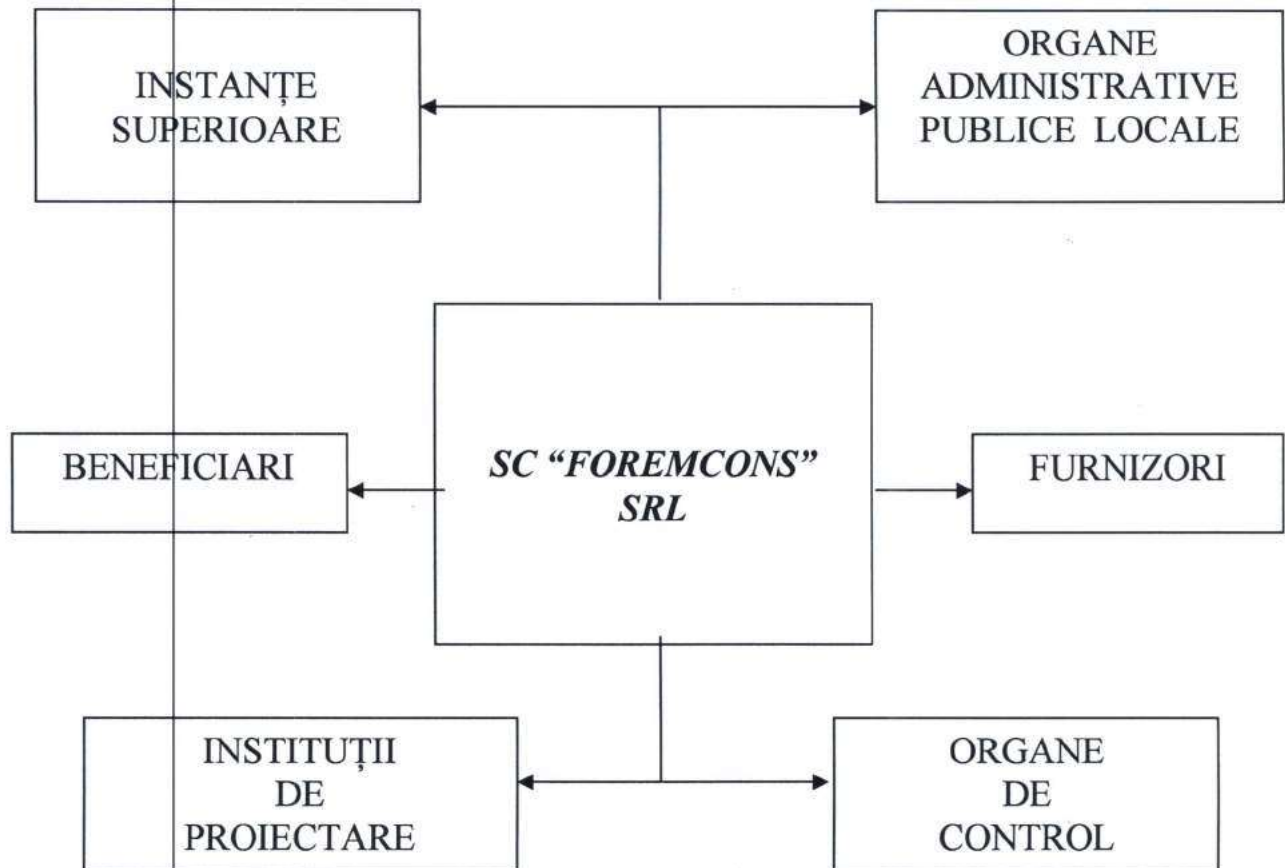 INSTANȚE
SUPERIOARE
ORGANE
ADMINISTRATIVE
PUBLICE LOCALE
BENEFICIARI
SC “FOREMCONS”
SRL
FURNIZORI
INSTITUȚII
DE
PROIECTARE
ORGANE
DE
CONTROL